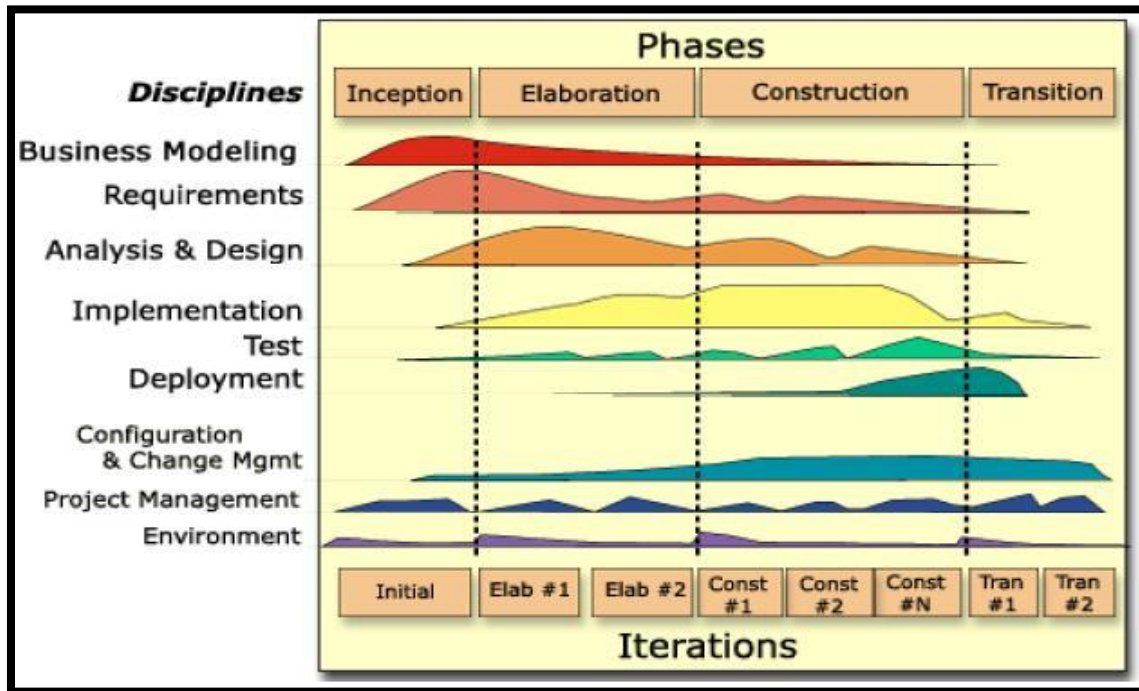 Phases
Disciplines
Inception
Elaboration
Construction
Transition
Business Modeling
Requirements
Analysis & Design
Implementation
Test
Deployment
Configuration
& Change Mgmt
Project Management
Environment
Initial
Elab #1
Elab #2
Const
#1
Const
#2
Const
#N
Tran
#1
Tran
#2
Iterations